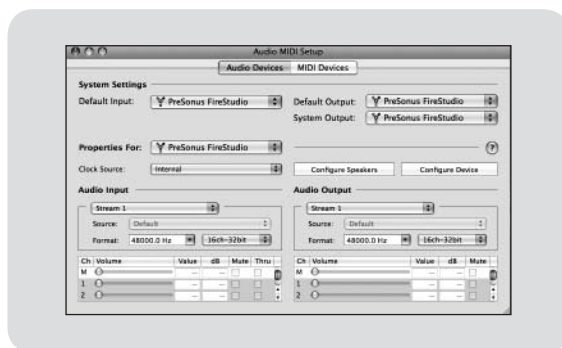 Audio MIDI Setup
Audio Devices MIDI Devices
System Settings
Default Input: PreSonus FireStudio
Default Output: PreSonus FireStudio
System Output: PreSonus FireStudio
Properties For: PreSonus FireStudio ?
Clock Source: Internal
Configure Speakers Configure Device
Audio Input
Audio Output
Stream 1
Stream 1
Source: Default
Source: Default
Format: 48000.0 Hz 16ch-32bit
Format: 48000.0 Hz 16ch-32bit
Ch Volume Value dB Mute Thru
Ch Volume Value dB Mute
M -- --
M -- --
1 -- --
1 -- --
2 -- --
2 -- --